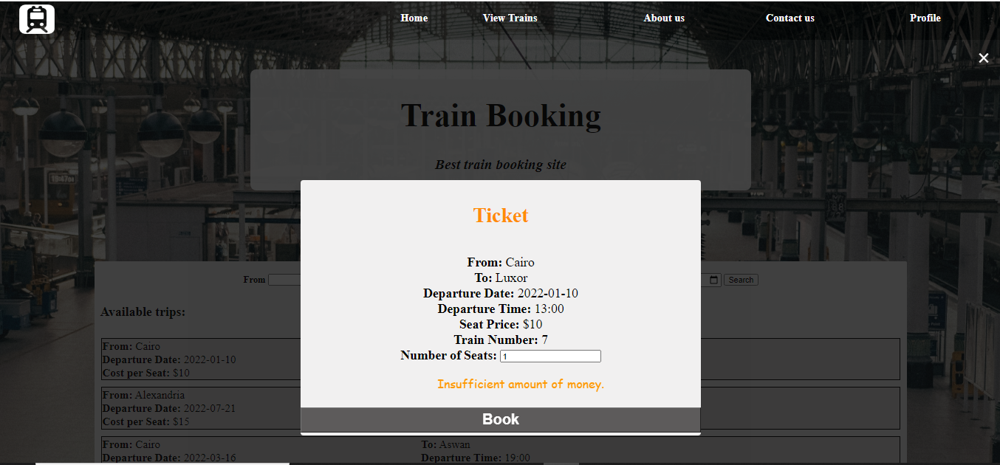 Home View Trains About us Contact us Profile
×
Train Booking
Best train booking site
Ticket
From: Cairo
To: Luxor
Departure Date: 2022-01-10
Departure Time: 13:00
Seat Price: $10
Train Number: 7
Number of Seats: 1
Insufficient amount of money.
Book
From Search
Available trips:
From: Cairo
Departure Date: 2022-01-10
Cost per Seat: $10
From: Alexandria
Departure Date: 2022-07-21
Cost per Seat: $15
From: Cairo To: Aswan
Departure Date: 2022-03-16 Departure Time: 19:00